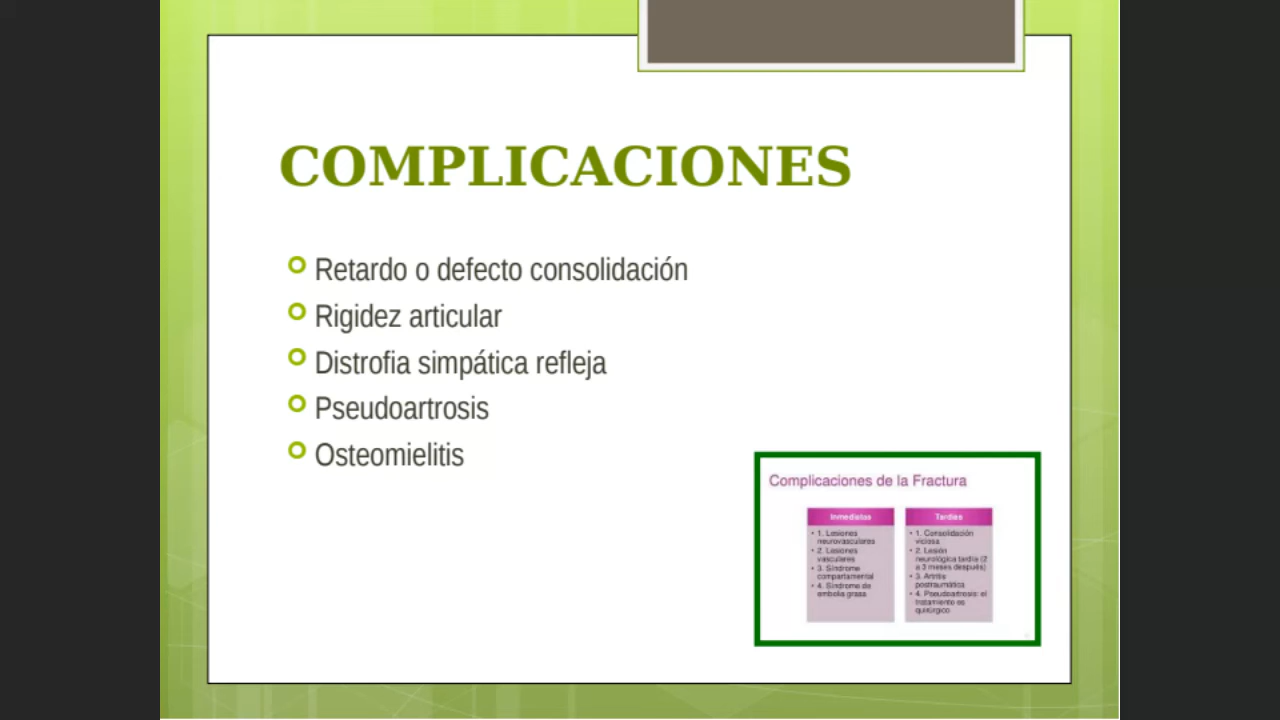 COMPLICACIONES
Retardo o defecto consolidación
Rigidez articular
Distrofia simpática refleja
Pseudoartrosis
Osteomielitis
Complicaciones de la Fractura
Inmediatas
• 1. Lesiones
neurovasculares
• 2. Lesiones
vasculares
• 3. Síndrome
compartamental
• 4. Síndrome de
embolia grasa
Tardías
• 1. Consolidación
viciosa
• 2. Lesión
neurológica tardía (2
a 3 meses después)
• 3. Artritis
postraumática
• 4. Pseudoartrosis: el
tratamiento es
quirúrgico